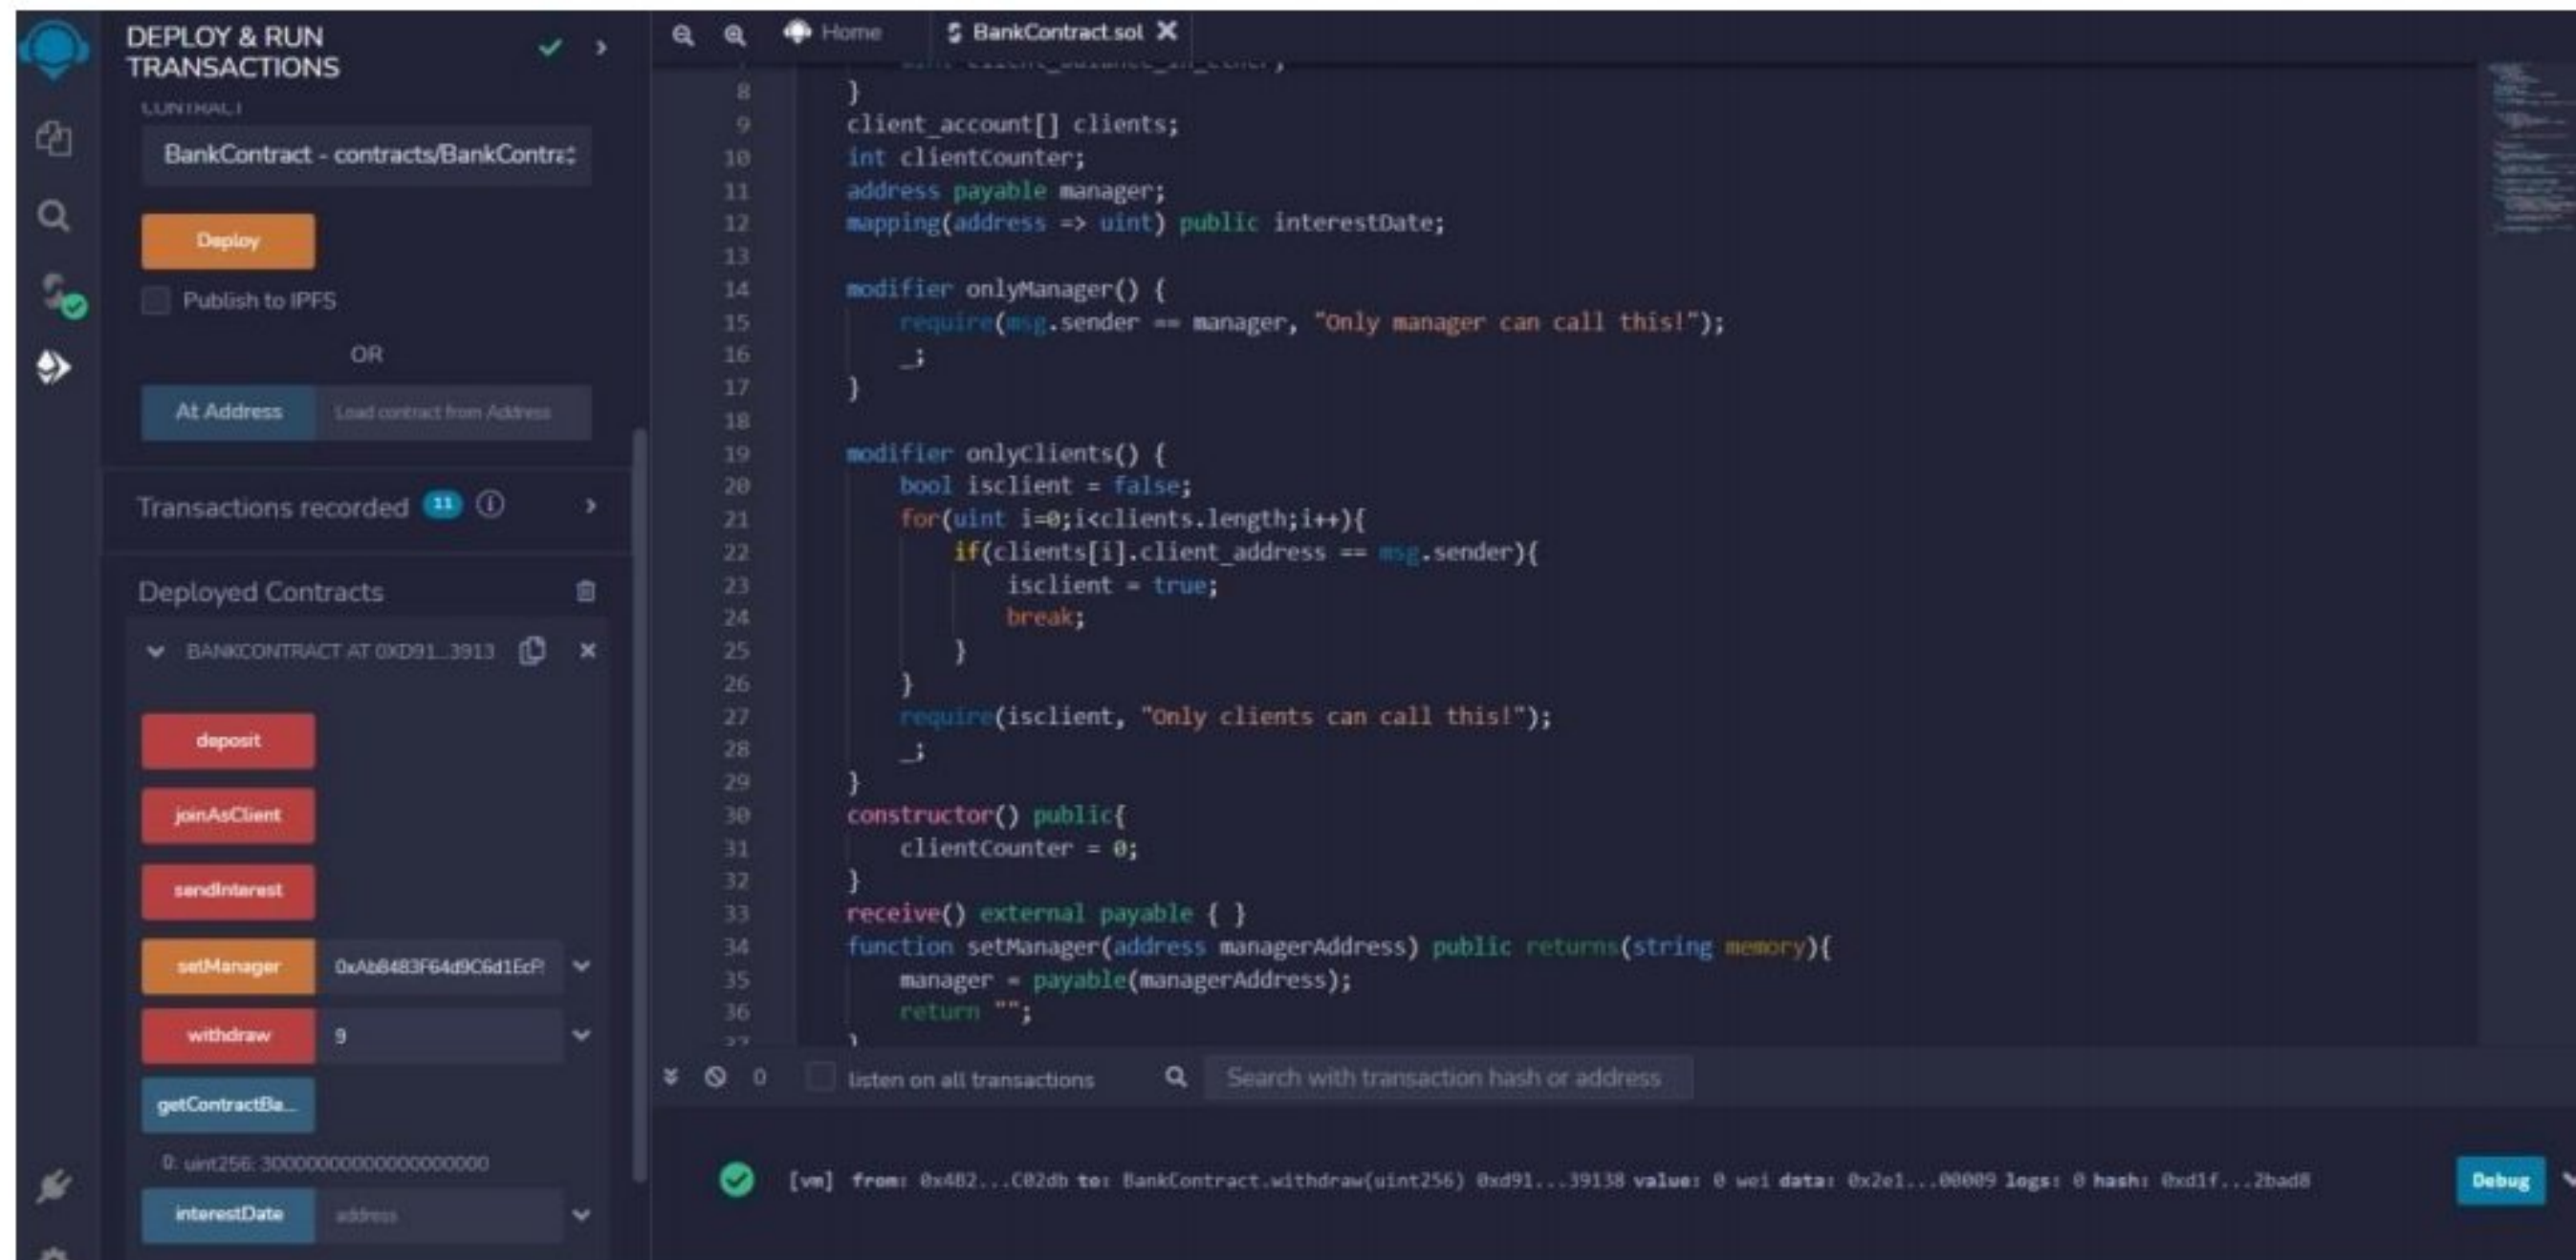 DEPLOY & RUN
TRANSACTIONS
CONTRACT
BankContract - contracts/BankContra
Deploy
Publish to IPFS
OR
At Address
Load contract from Address
Transactions recorded 11 i
Deployed Contracts
BANKCONTRACT AT 0XD91...3913
deposit
joinAsClient
sendInterest
setManager 0xAb8483F64d9C6d1EcF
withdraw 9
getContractBa...
interestDate address
Home
BankContract.sol
8 }
9 client_account[] clients;
10 int clientCounter;
11 address payable manager;
12 mapping(address => uint) public interestDate;
13
14 modifier onlyManager() {
15 require(msg.sender == manager, "Only manager can call this!");
16 _;
17 }
18
19 modifier onlyClients() {
20 bool isclient = false;
21 for(uint i=0;i<clients.length;i++){
22 if(clients[i].client_address == msg.sender){
23 isclient = true;
24 break;
25 }
26 }
27 require(isclient, "Only clients can call this!");
28 _;
29 }
30 constructor() public{
31 clientCounter = 0;
32 }
33 receive() external payable { }
34 function setManager(address managerAddress) public returns(string memory){
35 manager = payable(managerAddress);
36 return "";
37 }
0
listen on all transactions
Search with transaction hash or address
[vm] from: 0x4B2...C02db to: BankContract.withdraw(uint256) 0xd91...39138 value: 0 wei data: 0x2e1...00009 logs: 0 hash: 0xd1f...2bad8
Debug